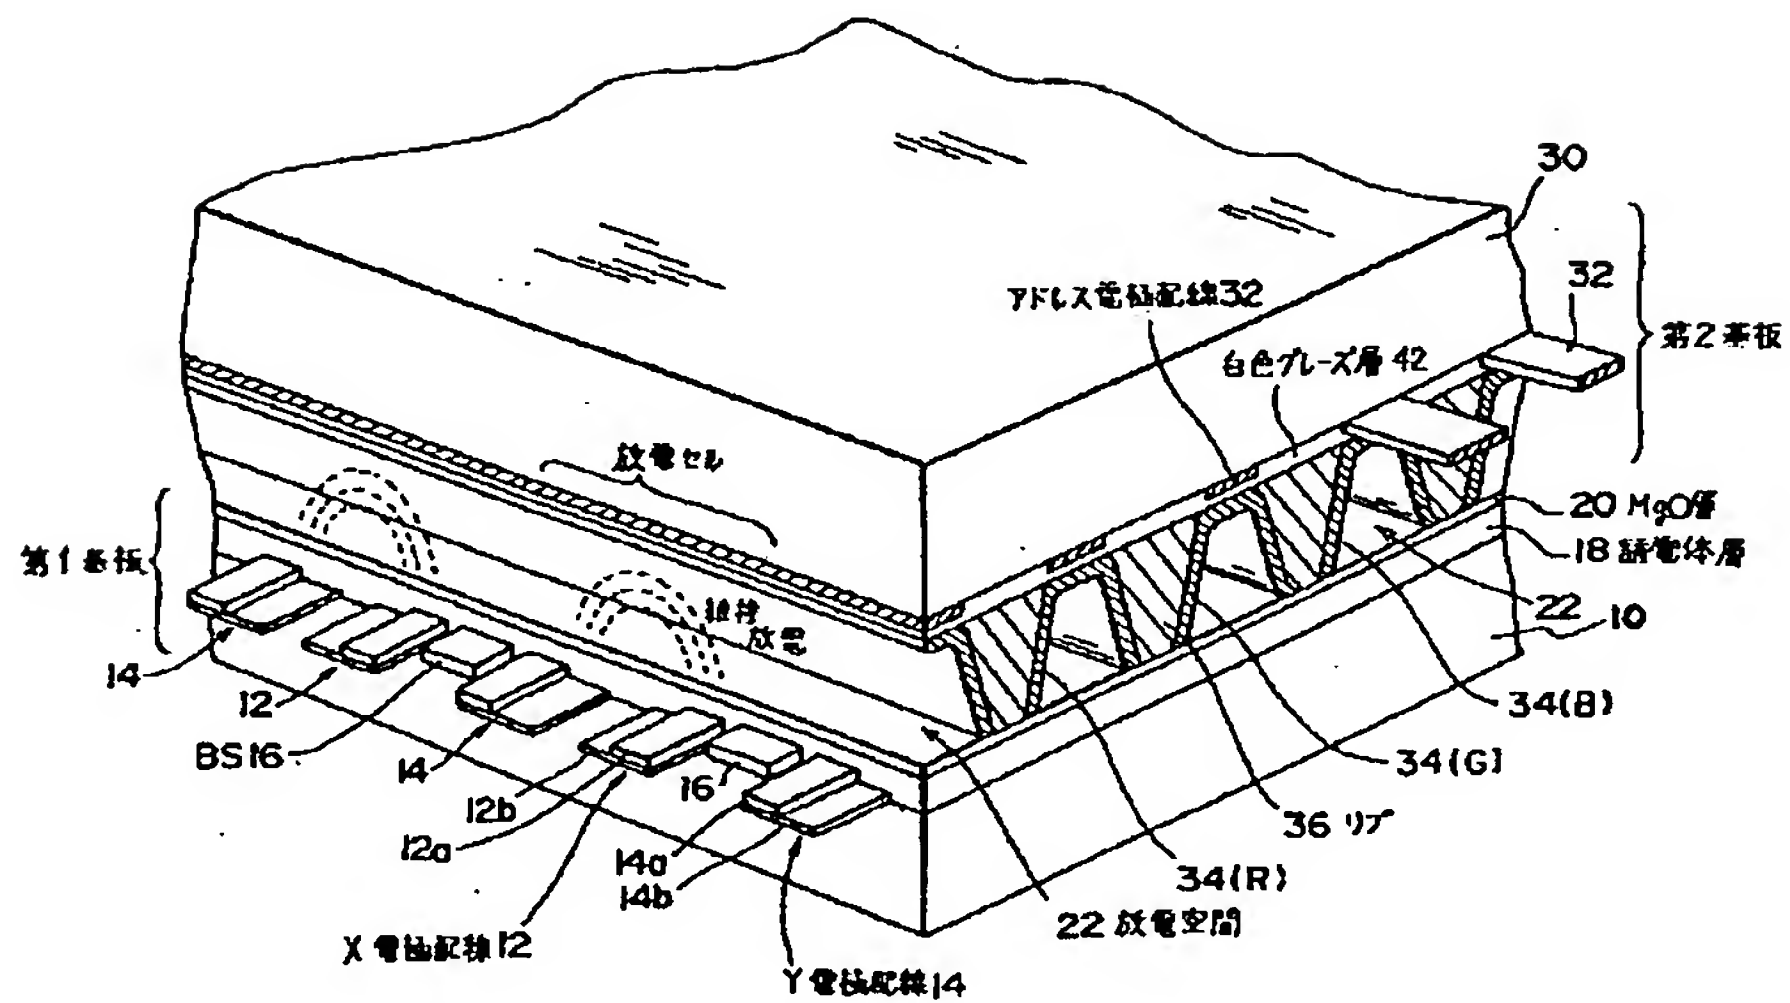 30
32
アドレス電極配線32
第2基板
白色グレーズ層 42
放電セル
20 MgO層
18 誘電体層
第1基板
維持
放電
22
10
14
12
34(B)
BS16
14
16
34(G)
12b
12a
36 リブ
14a
14b
34(R)
22 放電空間
X 電極配線12
Y 電極配線14